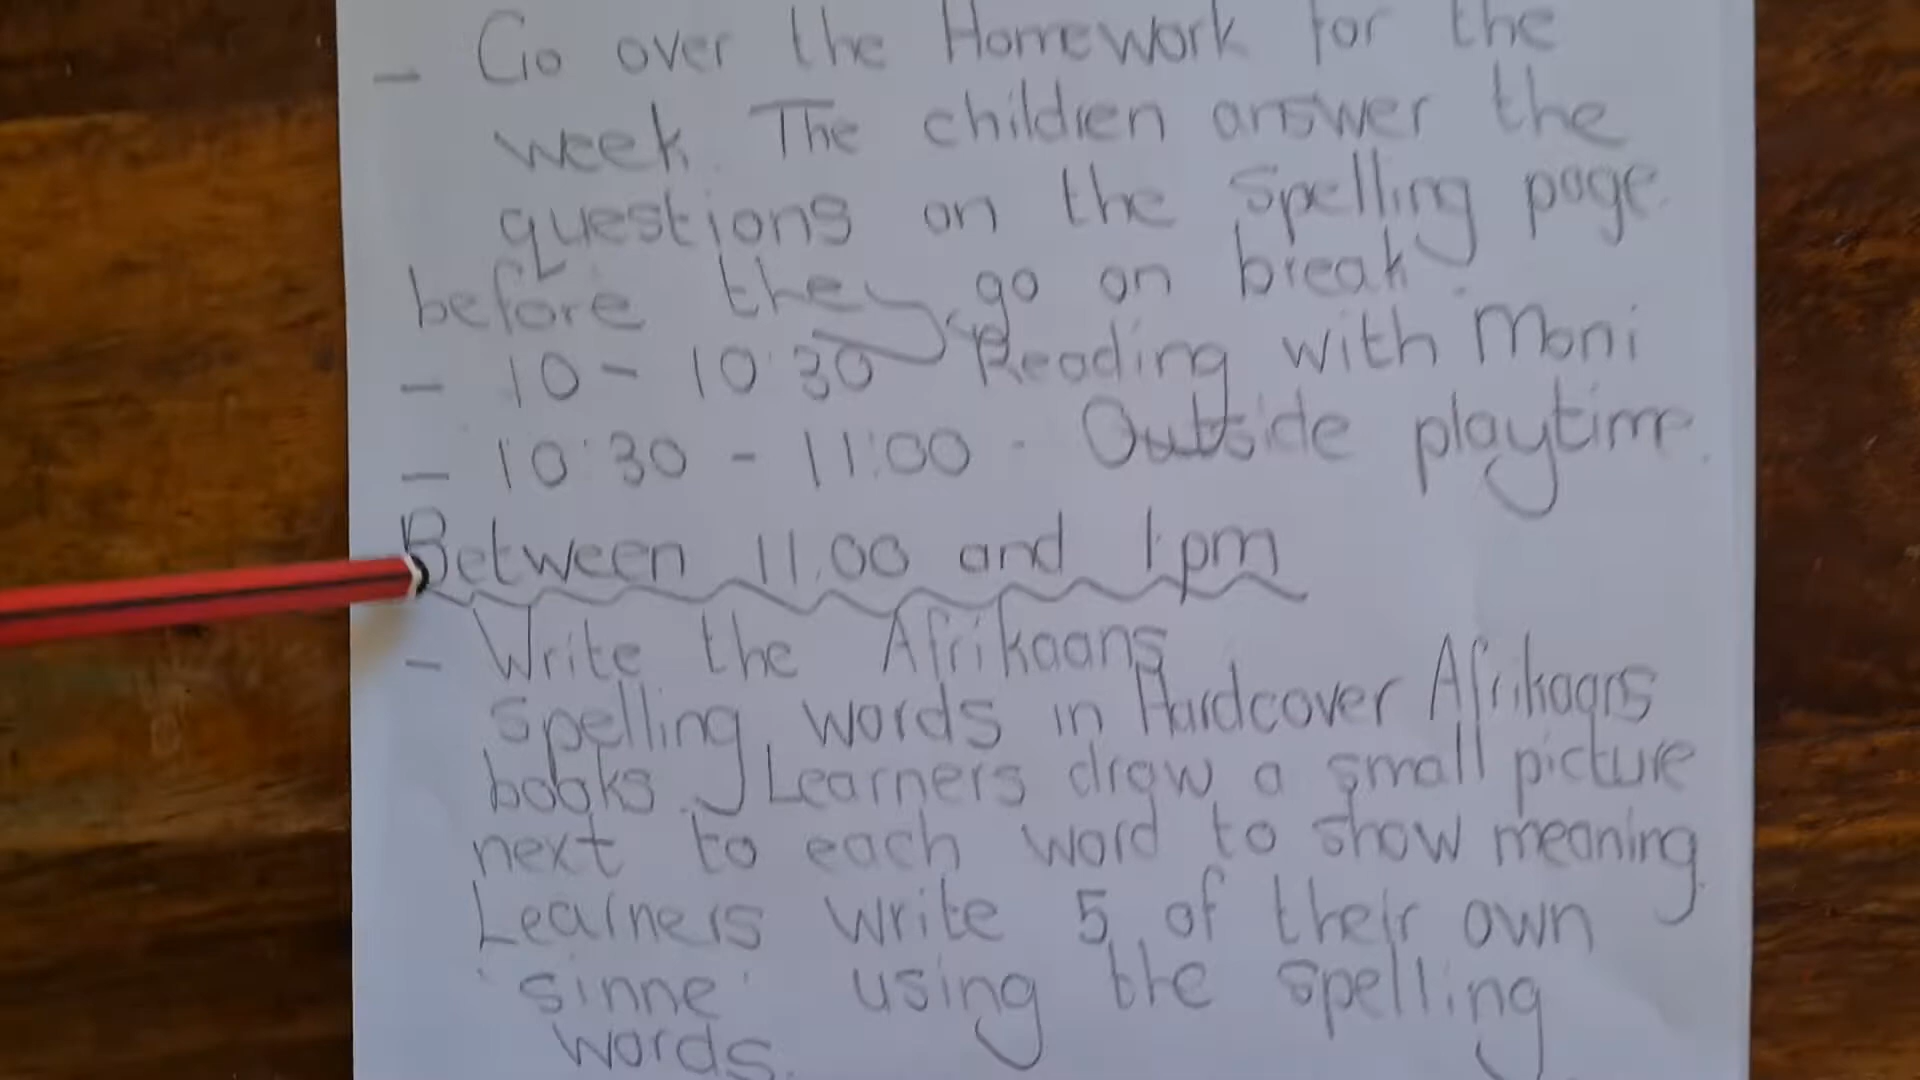 - Go over the Homework for the
week. The children answer the
questions on the spelling page
before they go on break.
- 10 - 10:30 Reading with Moni
- 10:30 - 11:00 - Outside playtime.
Between 11.00 and 1pm
- Write the Afrikaans
spelling words in Hardcover Afrikaans
books. Learners draw a small picture
next to each word to show meaning.
Learners write 5 of their own
'sinne' using the spelling
words.